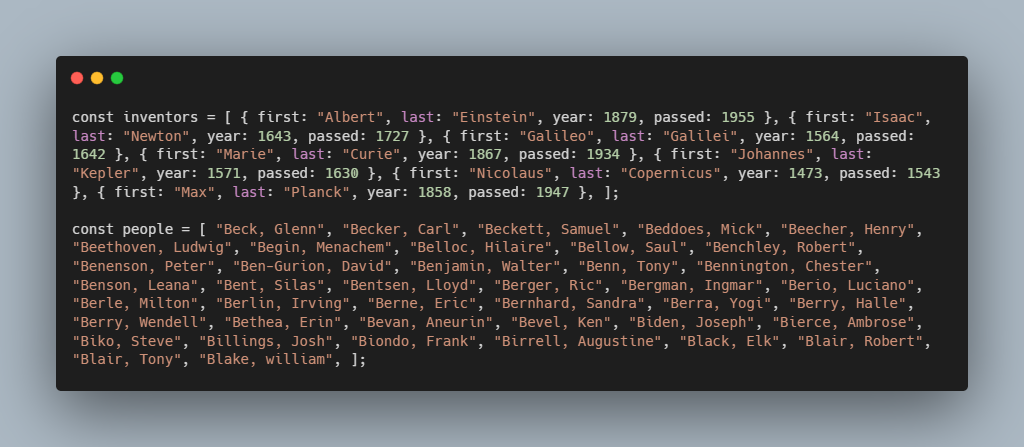 const inventors = [ { first: "Albert", last: "Einstein", year: 1879, passed: 1955 }, { first: "Isaac",
last: "Newton", year: 1643, passed: 1727 }, { first: "Galileo", last: "Galilei", year: 1564, passed:
1642 }, { first: "Marie", last: "Curie", year: 1867, passed: 1934 }, { first: "Johannes", last:
"Kepler", year: 1571, passed: 1630 }, { first: "Nicolaus", last: "Copernicus", year: 1473, passed: 1543
}, { first: "Max", last: "Planck", year: 1858, passed: 1947 }, ];
const people = [ "Beck, Glenn", "Becker, Carl", "Beckett, Samuel", "Beddoes, Mick", "Beecher, Henry",
"Beethoven, Ludwig", "Begin, Menachem", "Belloc, Hilaire", "Bellow, Saul", "Benchley, Robert",
"Benenson, Peter", "Ben-Gurion, David", "Benjamin, Walter", "Benn, Tony", "Bennington, Chester",
"Benson, Leana", "Bent, Silas", "Bentsen, Lloyd", "Berger, Ric", "Bergman, Ingmar", "Berio, Luciano",
"Berle, Milton", "Berlin, Irving", "Berne, Eric", "Bernhard, Sandra", "Berra, Yogi", "Berry, Halle",
"Berry, Wendell", "Bethea, Erin", "Bevan, Aneurin", "Bevel, Ken", "Biden, Joseph", "Bierce, Ambrose",
"Biko, Steve", "Billings, Josh", "Biondo, Frank", "Birrell, Augustine", "Black, Elk", "Blair, Robert",
"Blair, Tony", "Blake, william", ];